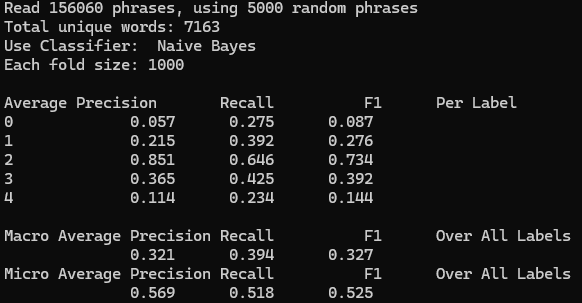 Read 156060 phrases, using 5000 random phrases
Total unique words: 7163
Use Classifier:  Naive Bayes
Each fold size: 1000
Average Precision Recall F1 Per Label
0 0.057 0.275 0.087
1 0.215 0.392 0.276
2 0.851 0.646 0.734
3 0.365 0.425 0.392
4 0.114 0.234 0.144
Macro Average Precision Recall F1 Over All Labels
0.321 0.394 0.327
Micro Average Precision Recall F1 Over All Labels
0.569 0.518 0.525